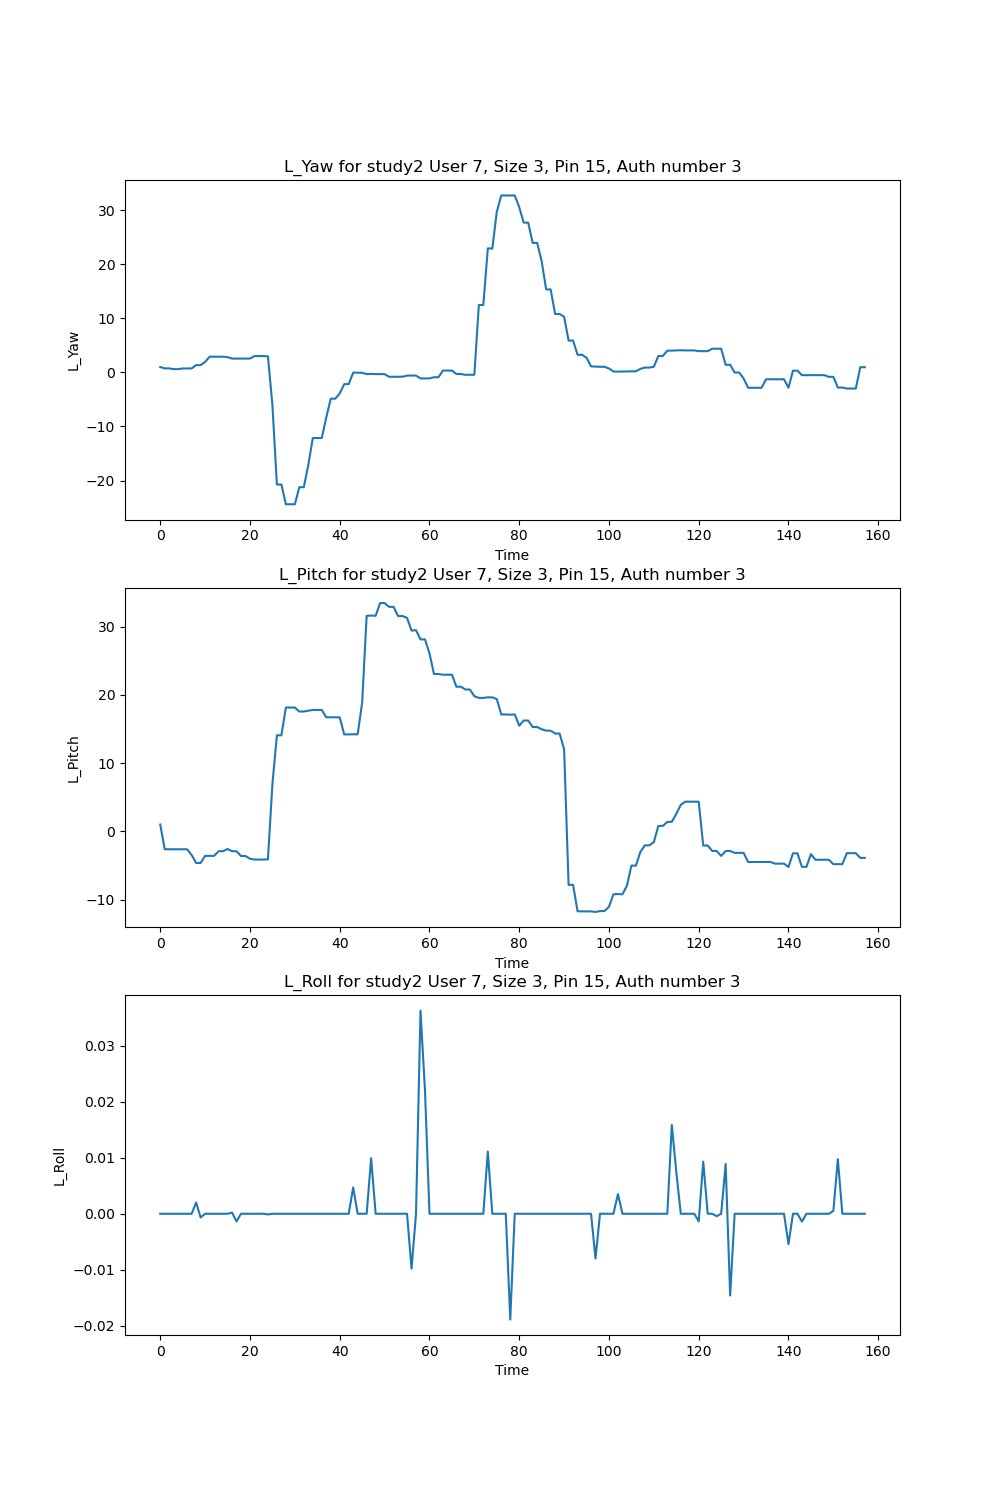 L_Yaw for study2 User 7, Size 3, Pin 15, Auth number 3
30
20
10
0
−10
−20
L_Yaw
0 20 40 60 80 100 120 140 160
Time
L_Pitch for study2 User 7, Size 3, Pin 15, Auth number 3
30
20
10
0
−10
L_Pitch
0 20 40 60 80 100 120 140 160
Time
L_Roll for study2 User 7, Size 3, Pin 15, Auth number 3
0.03
0.02
0.01
0.00
−0.01
−0.02
L_Roll
0 20 40 60 80 100 120 140 160
Time